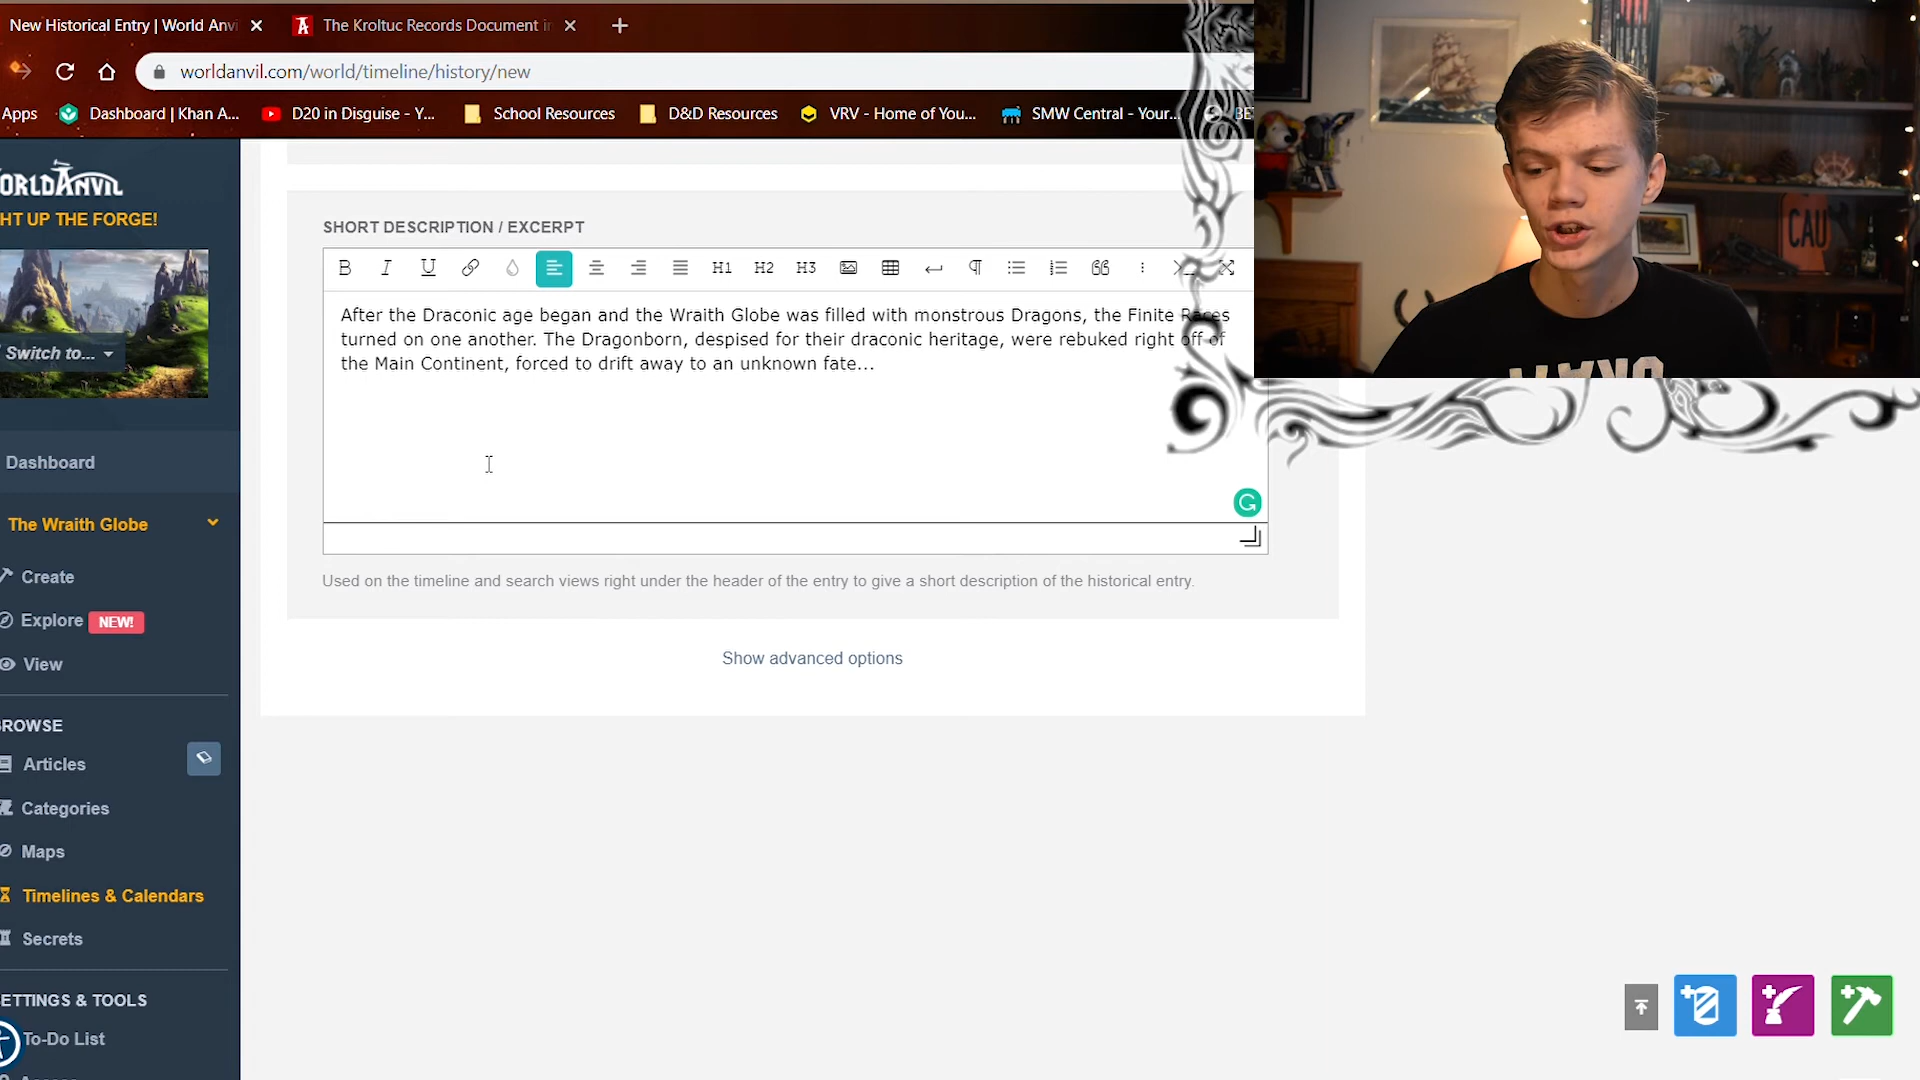 New Historical Entry | World Anvi
The Kroltuc Records Document in
worldanvil.com/world/timeline/history/new
Apps
Dashboard | Khan A...
D20 in Disguise - Y...
School Resources
D&D Resources
VRV - Home of You...
SMW Central - Your...
BE
ORLDANVIL
HT UP THE FORGE!
Switch to...
Dashboard
The Wraith Globe
Create
Explore NEW!
View
ROWSE
Articles
Categories
Maps
Timelines & Calendars
Secrets
ETTINGS & TOOLS
To-Do List
SHORT DESCRIPTION / EXCERPT
B I U H1 H2 H3
After the Draconic age began and the Wraith Globe was filled with monstrous Dragons, the Finite Races
turned on one another. The Dragonborn, despised for their draconic heritage, were rebuked right off of
the Main Continent, forced to drift away to an unknown fate...
Used on the timeline and search views right under the header of the entry to give a short description of the historical entry.
Show advanced options
CAU